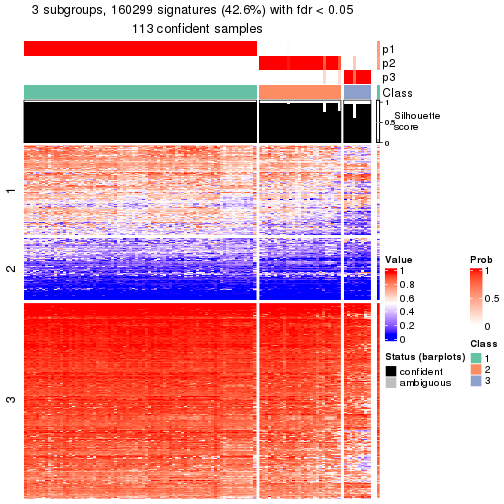 3 subgroups, 160299 signatures (42.6%) with fdr < 0.05
113 confident samples
p1
p2
p3
Class
1
0.5
0
Silhouette
score
1
2
3
Value
1
0.8
0.6
0.4
0.2
0
Prob
1
0.5
0
Status (barplots)
confident
ambiguous
Class
1
2
3